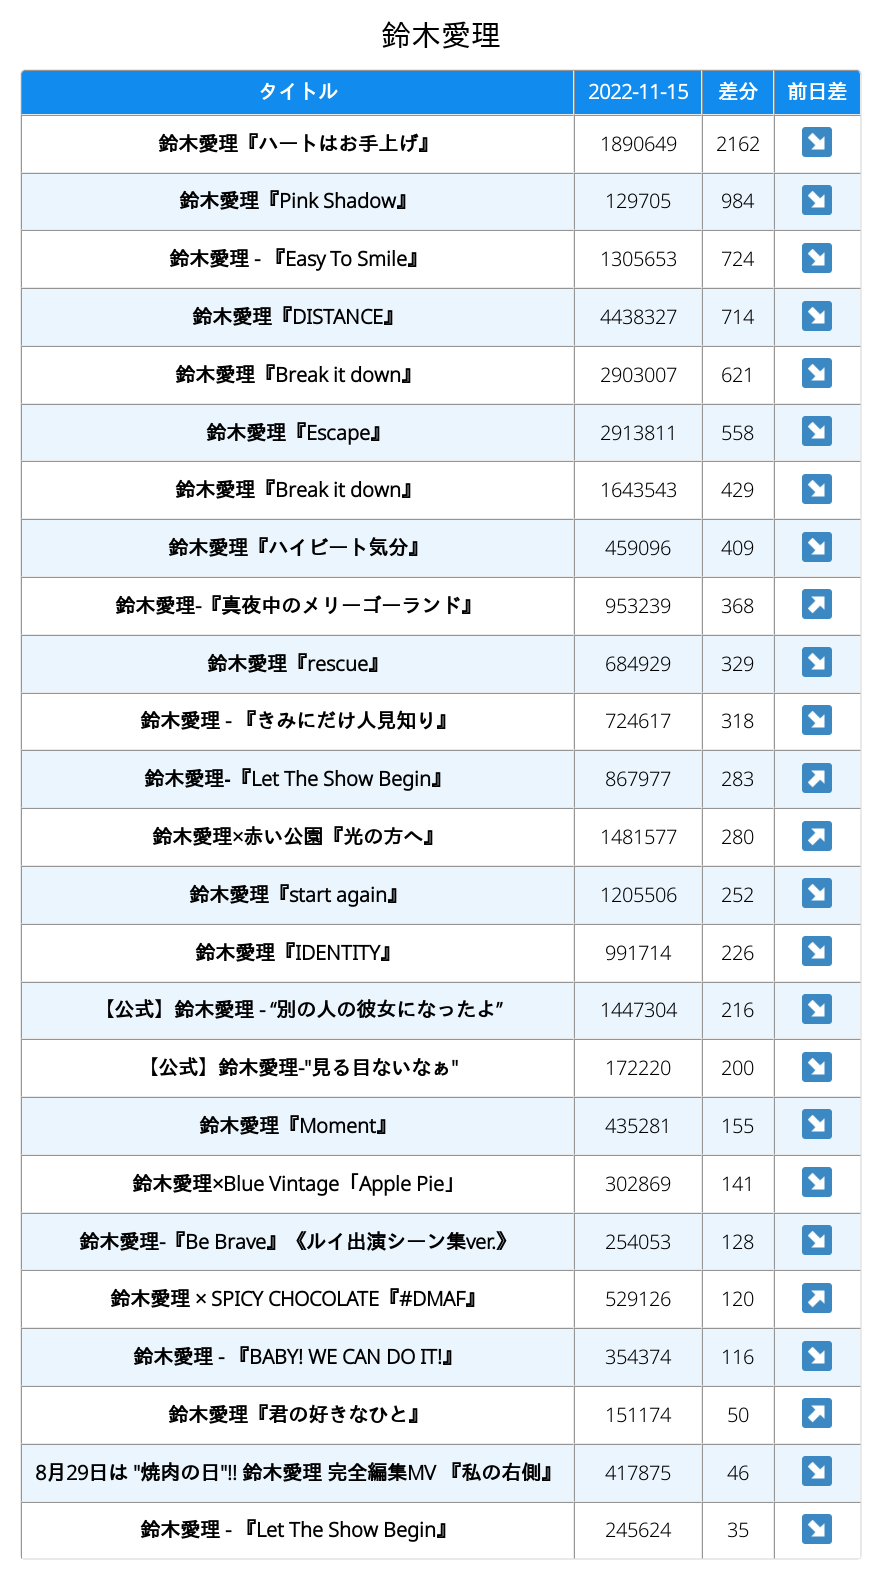 鈴木愛理
タイトル 2022-11-15 差分 前日差
鈴木愛理『ハートはお手上げ』 1890649 2162 ↘
鈴木愛理『Pink Shadow』 129705 984 ↘
鈴木愛理 - 『Easy To Smile』 1305653 724 ↘
鈴木愛理『DISTANCE』 4438327 714 ↘
鈴木愛理『Break it down』 2903007 621 ↘
鈴木愛理『Escape』 2913811 558 ↘
鈴木愛理『Break it down』 1643543 429 ↘
鈴木愛理『ハイビート気分』 459096 409 ↘
鈴木愛理-『真夜中のメリーゴーランド』 953239 368 ↗
鈴木愛理『rescue』 684929 329 ↘
鈴木愛理 - 『きみにだけ人見知り』 724617 318 ↘
鈴木愛理-『Let The Show Begin』 867977 283 ↗
鈴木愛理×赤い公園『光の方へ』 1481577 280 ↗
鈴木愛理『start again』 1205506 252 ↘
鈴木愛理『IDENTITY』 991714 226 ↘
【公式】鈴木愛理 - “別の人の彼女になったよ” 1447304 216 ↘
【公式】鈴木愛理-"見る目ないなぁ" 172220 200 ↘
鈴木愛理『Moment』 435281 155 ↘
鈴木愛理×Blue Vintage「Apple Pie」 302869 141 ↘
鈴木愛理-『Be Brave』《ルイ出演シーン集ver.》 254053 128 ↘
鈴木愛理 × SPICY CHOCOLATE『#DMAF』 529126 120 ↗
鈴木愛理 - 『BABY! WE CAN DO IT!』 354374 116 ↘
鈴木愛理『君の好きなひと』 151174 50 ↗
8月29日は "焼肉の日"!! 鈴木愛理 完全編集MV 『私の右側』 417875 46 ↘
鈴木愛理 - 『Let The Show Begin』 245624 35 ↘